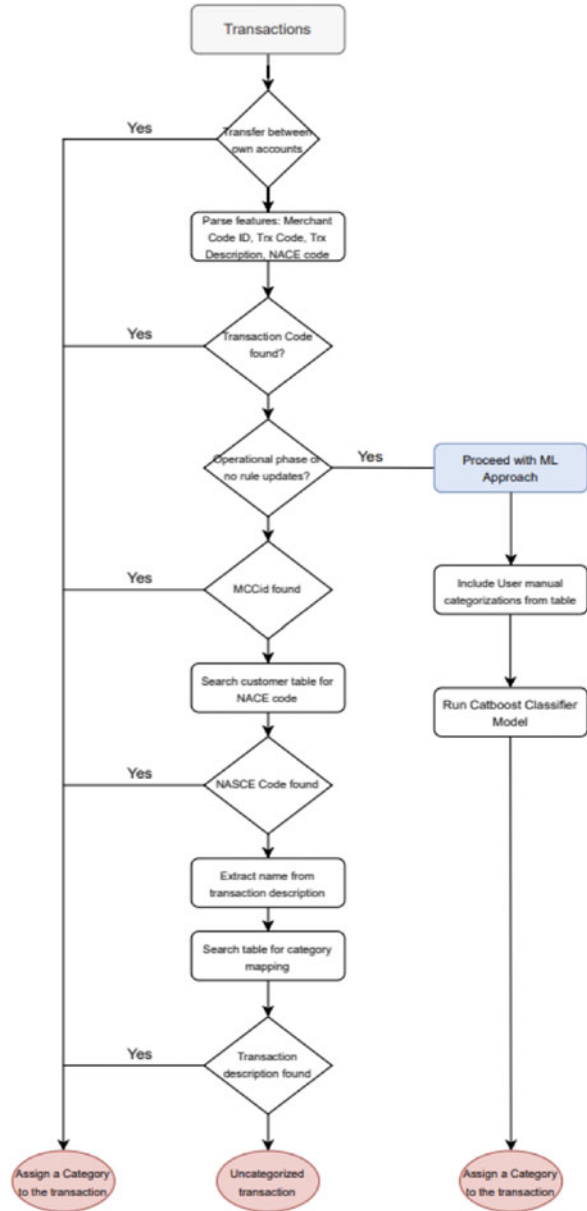 Transactions
Yes
Transfer between
own accounts
Parse features: Merchant
Code ID, Trx Code, Trx
Description, NACE code
Yes
Transaction Code
found?
Operational phase or
no rule updates?
Yes
Proceed with ML
Approach
Yes
MCCid found
Include User manual
categorizations from table
Search customer table for
NACE code
Run Catboost Classifier
Model
Yes
NASCE Code found
Extract name from
transaction description
Search table for category
mapping
Yes
Transaction
description found
Assign a Category
to the transaction
Uncategorized
transaction
Assign a Category
to the transaction